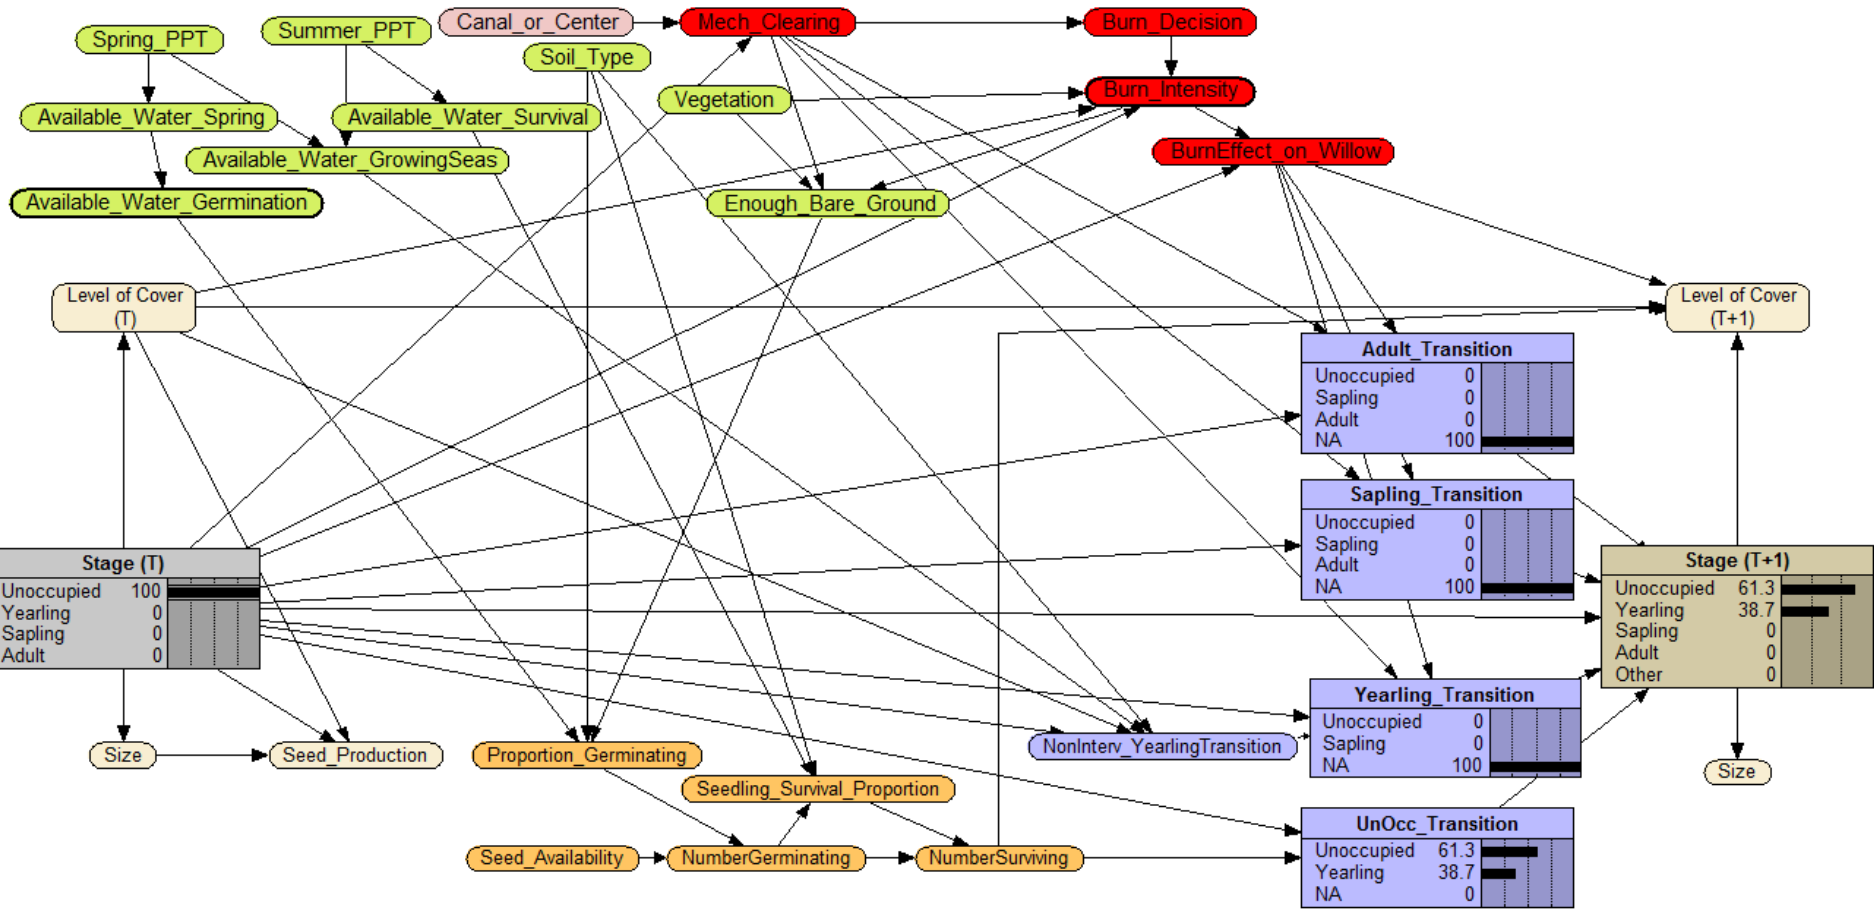 Canal_or_Center
Mech_Clearing
Burn_Decision
Spring_PPT
Summer_PPT
Soil_Type
Vegetation
Burn_Intensity
Available_Water_Spring
Available_Water_Survival
BurnEffect_on_Willow
Available_Water_GrowingSeas
Available_Water_Germination
Enough_Bare_Ground
Level of Cover
(T)
Level of Cover
(T+1)
Adult_Transition
Unoccupied 0
Sapling 0
Adult 0
NA 100
Sapling_Transition
Unoccupied 0
Sapling 0
Adult 0
NA 100
Stage (T)
Unoccupied 100
Yearling 0
Sapling 0
Adult 0
Stage (T+1)
Unoccupied 61.3
Yearling 38.7
Sapling 0
Adult 0
Other 0
Yearling_Transition
Unoccupied 0
Sapling 0
NA 100
Size
Seed_Production
Proportion_Germinating
NonInterv_YearlingTransition
Size
Seedling_Survival_Proportion
UnOcc_Transition
Unoccupied 61.3
Yearling 38.7
NA 0
Seed_Availability
NumberGerminating
NumberSurviving